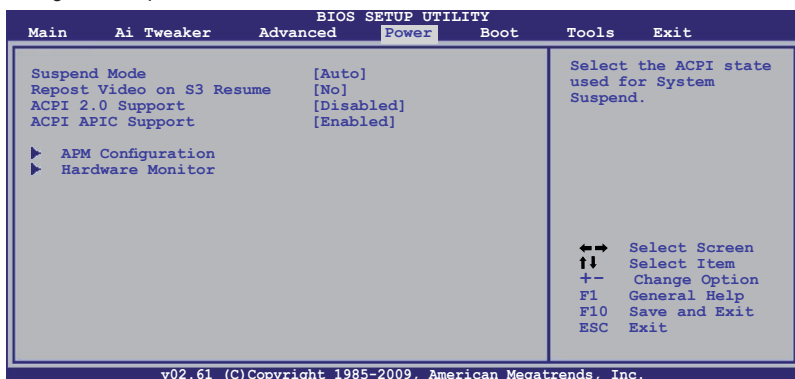 BIOS SETUP UTILITY
Main Ai Tweaker Advanced Power Boot Tools Exit
Suspend Mode [Auto]
Repost Video on S3 Resume [No]
ACPI 2.0 Support [Disabled]
ACPI APIC Support [Enabled]
APM Configuration
Hardware Monitor
Select the ACPI state
used for System
Suspend.
←→ Select Screen
↑↓ Select Item
+- Change Option
F1 General Help
F10 Save and Exit
ESC Exit
v02.61 (C)Copyright 1985-2009, American Megatrends, Inc.